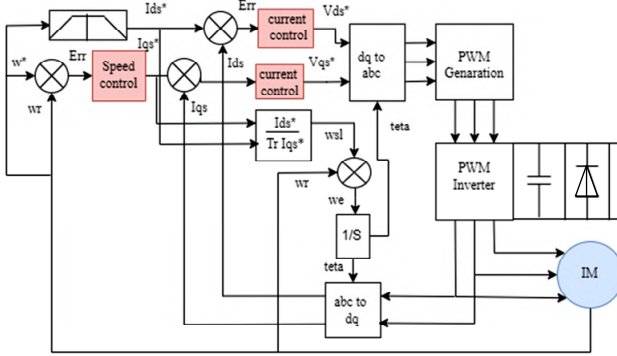 Ids*
Err
current
control
Vds*
w*
Err
Speed
control
Iqs*
Ids
current
control
Vqs*
dq to
abc
PWM
Genaration
wr
Iqs
Ids*
Tr Iqs*
wsl
teta
PWM
Inverter
wr
we
1/S
teta
IM
abc to
dq